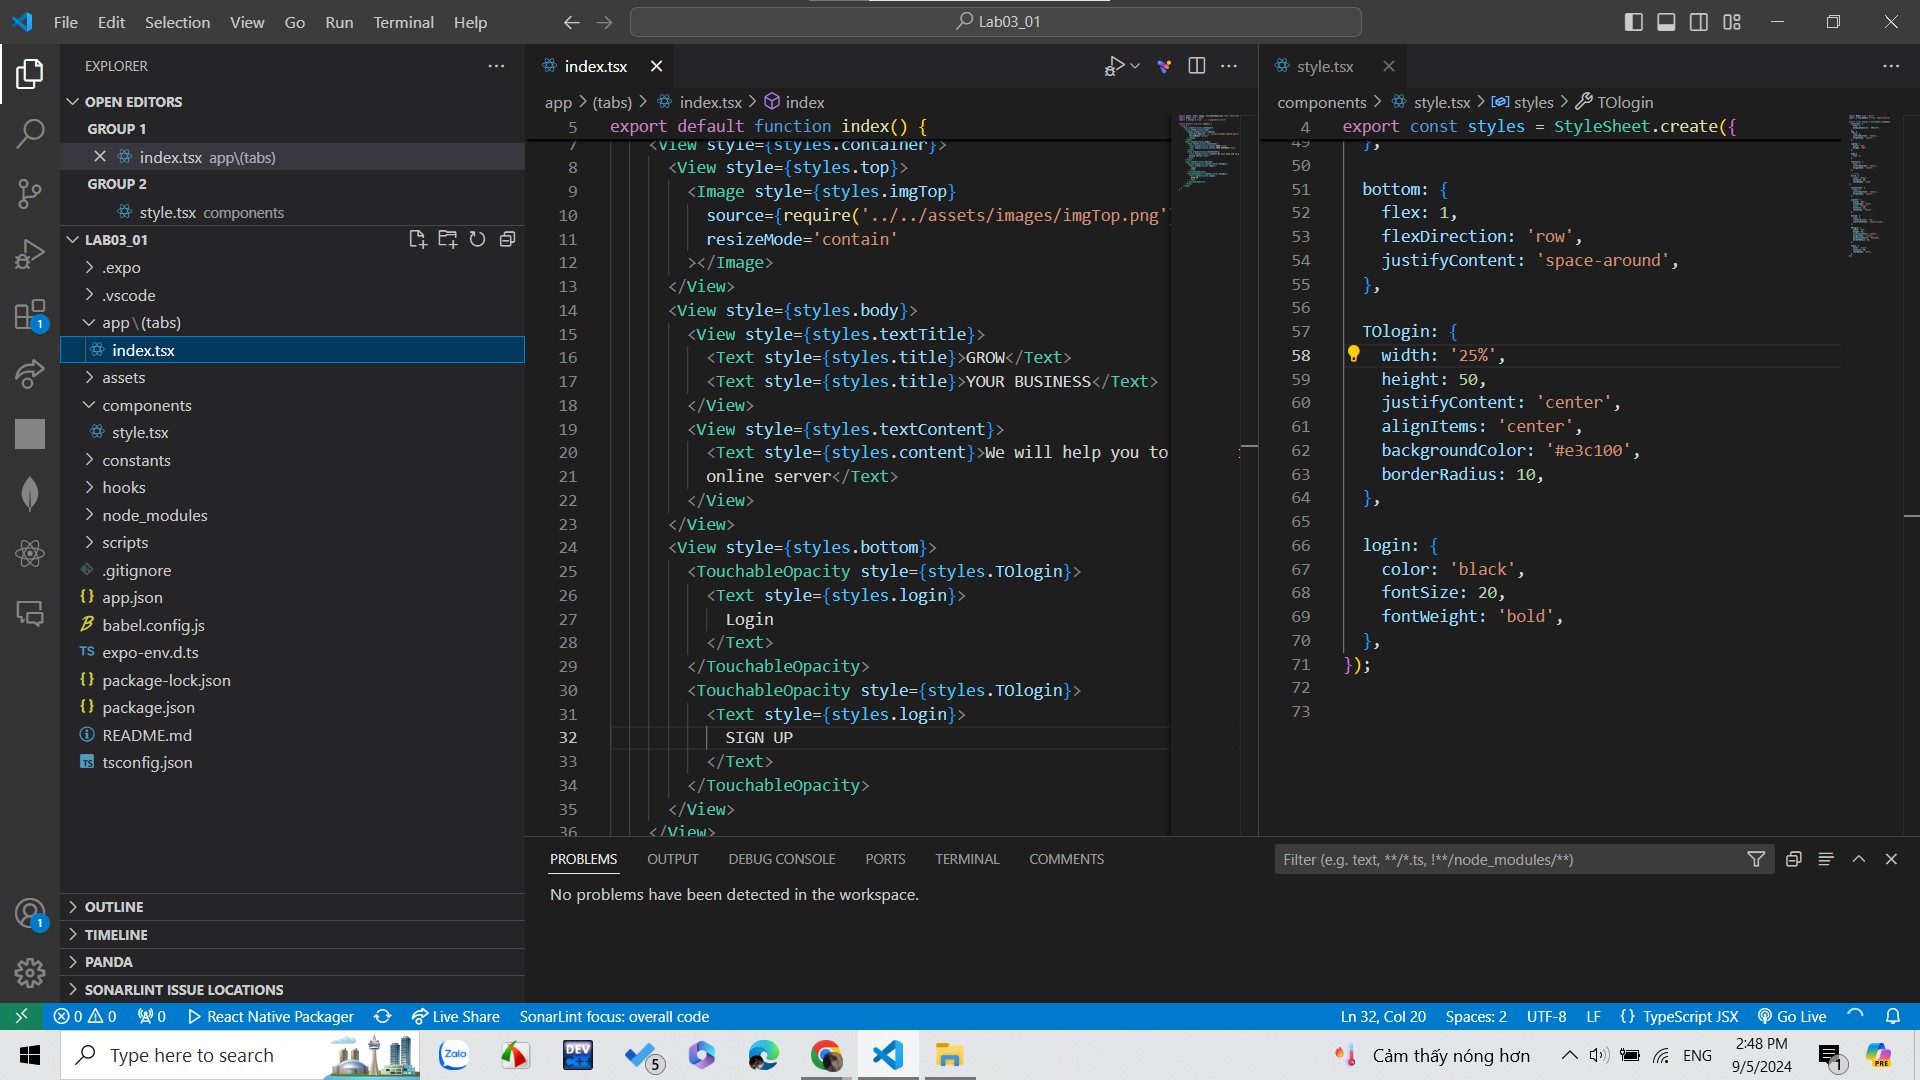 File Edit Selection View Go Run Terminal Help
Lab03_01
EXPLORER
OPEN EDITORS
GROUP 1
index.tsx app\(tabs)
GROUP 2
style.tsx components
LAB03_01
.expo
.vscode
app\(tabs)
index.tsx
assets
components
style.tsx
constants
hooks
node_modules
scripts
.gitignore
app.json
babel.config.js
expo-env.d.ts
package-lock.json
package.json
README.md
tsconfig.json
OUTLINE
TIMELINE
PANDA
SONARLINT ISSUE LOCATIONS
index.tsx
app > (tabs) > index.tsx > index
5 export default function index() {
7 <View style={styles.container}>
8 <View style={styles.top}>
9 <Image style={styles.imgTop}
10 source={require('../../assets/images/imgTop.png'
11 resizeMode='contain'
12 ></Image>
13 </View>
14 <View style={styles.body}>
15 <View style={styles.textTitle}>
16 <Text style={styles.title}>GROW</Text>
17 <Text style={styles.title}>YOUR BUSINESS</Text>
18 </View>
19 <View style={styles.textContent}>
20 <Text style={styles.content}>We will help you to
21 online server</Text>
22 </View>
23 </View>
24 <View style={styles.bottom}>
25 <TouchableOpacity style={styles.TOlogin}>
26 <Text style={styles.login}>
27 Login
28 </Text>
29 </TouchableOpacity>
30 <TouchableOpacity style={styles.TOlogin}>
31 <Text style={styles.login}>
32 SIGN UP
33 </Text>
34 </TouchableOpacity>
35 </View>
36 </View>
style.tsx
components > style.tsx > styles > TOlogin
4 export const styles = StyleSheet.create({
49 },
50
51 bottom: {
52 flex: 1,
53 flexDirection: 'row',
54 justifyContent: 'space-around',
55 },
56
57 TOlogin: {
58 width: '25%',
59 height: 50,
60 justifyContent: 'center',
61 alignItems: 'center',
62 backgroundColor: '#e3c100',
63 borderRadius: 10,
64 },
65
66 login: {
67 color: 'black',
68 fontSize: 20,
69 fontWeight: 'bold',
70 },
71 });
72
73
PROBLEMS OUTPUT DEBUG CONSOLE PORTS TERMINAL COMMENTS
Filter (e.g. text, **/*.ts, !**/node_modules/**)
No problems have been detected in the workspace.
0 0 0 React Native Packager Live Share SonarLint focus: overall code
Ln 32, Col 20 Spaces: 2 UTF-8 LF {} TypeScript JSX Go Live
Type here to search
Zalo
DEV
5
Cảm thấy nóng hơn
ENG
2:48 PM
9/5/2024
1
PRE